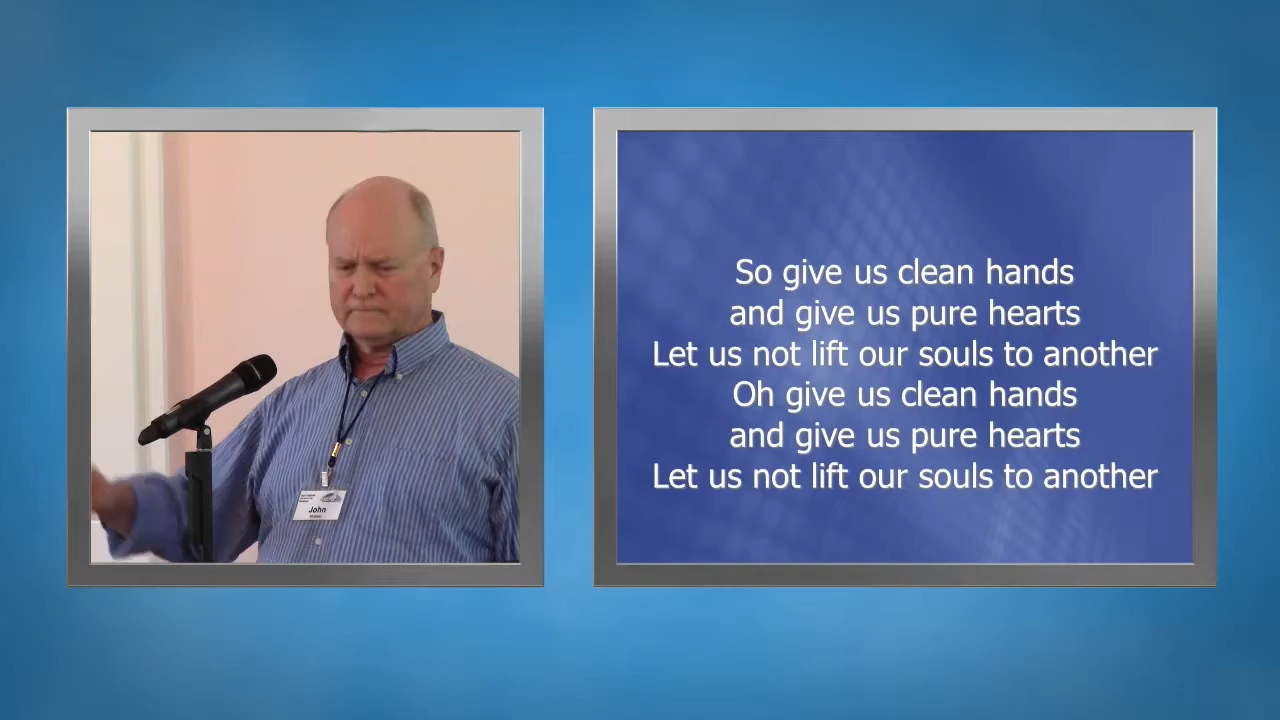 John
So give us clean hands
and give us pure hearts
Let us not lift our souls to another
Oh give us clean hands
and give us pure hearts
Let us not lift our souls to another